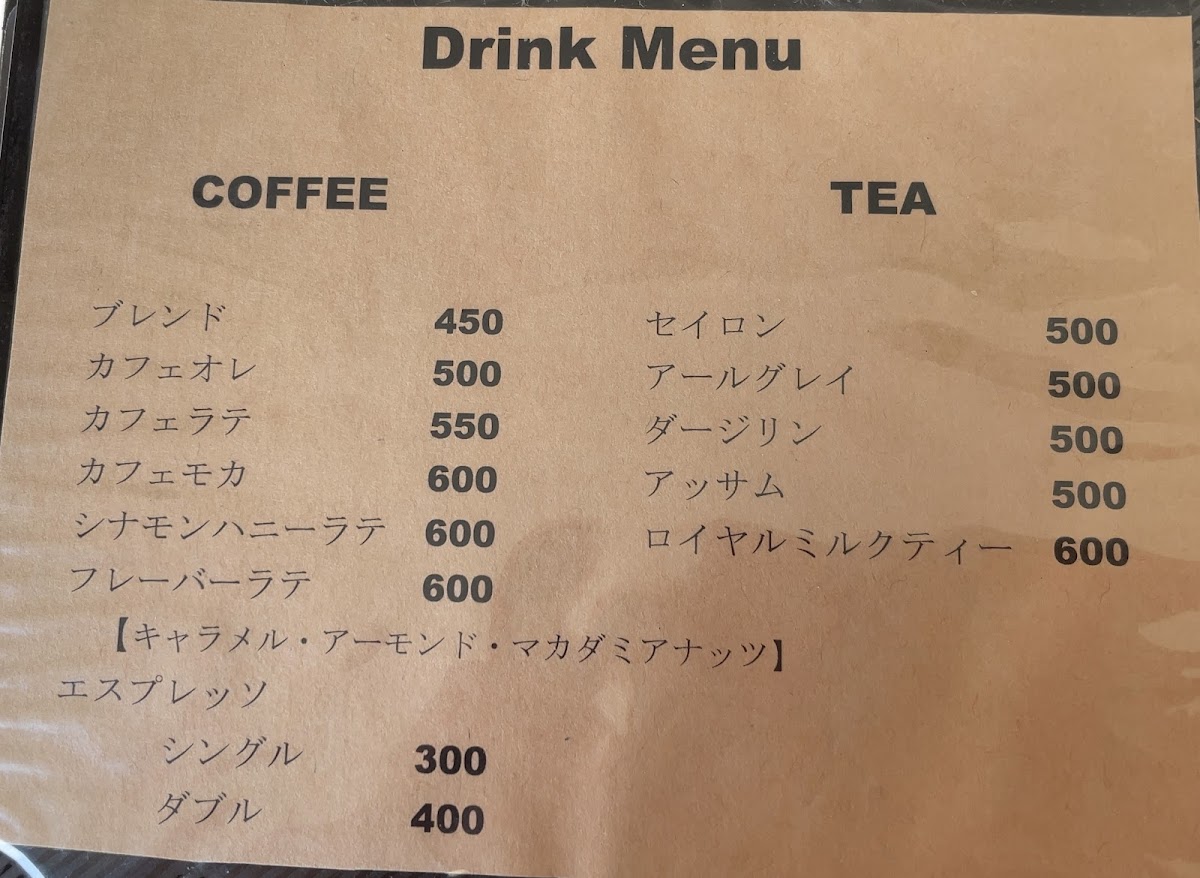 Drink Menu
COFFEE
ブレンド 450
カフェオレ 500
カフェラテ 550
カフェモカ 600
シナモンハニーラテ 600
フレーバーラテ 600
【キャラメル・アーモンド・マカダミアナッツ】
エスプレッソ
シングル 300
ダブル 400
TEA
セイロン 500
アールグレイ 500
ダージリン 500
アッサム 500
ロイヤルミルクティー 600